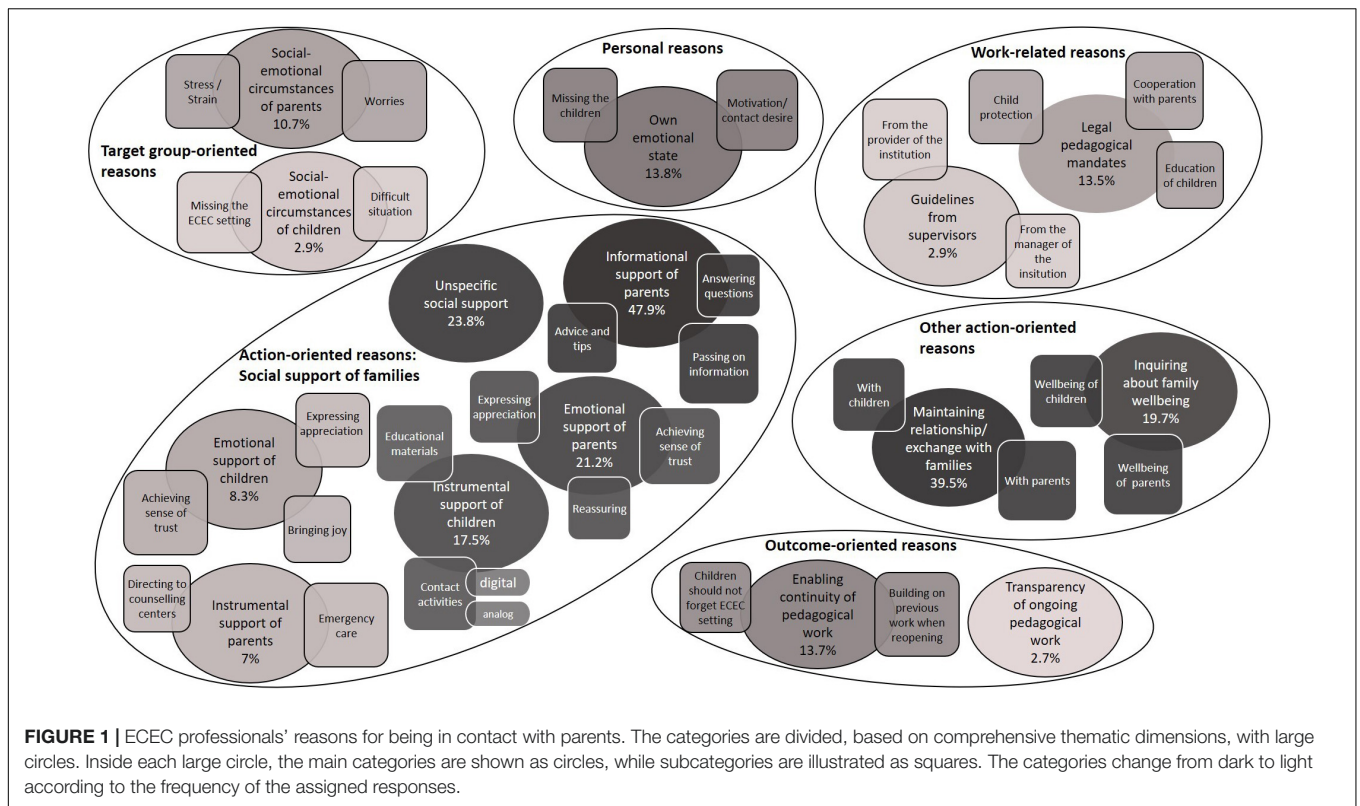 Social-
emotional
circumstances
of parents
10.7%
Stress /
Strain
Worries
Target group-oriented
reasons
Missing the
ECEC setting
Social-
emotional
circumstances
of children
2.9%
Difficult
situation
Personal reasons
Missing the
children
Motivation/
contact desire
Own
emotional
state
13.8%
Work-related reasons
Child
protection
Cooperation
with parents
From the
provider of the
institution
Legal
pedagogical
mandates
13.5%
Education of
children
Guidelines
from
supervisors
2.9%
From the
manager of
the
insitution
Unspecific
social support
23.8%
Informational
support of
parents
47.9%
Answering
questions
Advice and
tips
Passing on
information
Action-oriented reasons:
Social support of families
Expressing
appreciation
Emotional
support of
parents
21.2%
Achieving
sense of
trust
Reassuring
Expressing
appreciation
Emotional
support of
children
8.3%
Achieving
sense of
trust
Bringing joy
Educational
materials
Instrumental
support of
children
17.5%
Contact
activities
digital
analog
Directing to
counselling
centers
Instrumental
support of
parents
7%
Emergency
care
Other action-oriented
reasons
With
children
Maintaining
relationship/
exchange with
families
39.5%
With parents
Wellbeing of
children
Inquiring
about family
wellbeing
19.7%
Wellbeing
of parents
Outcome-oriented reasons
Children
should not
forget ECEC
setting
Enabling
continuity of
pedagogical
work
13.7%
Building on
previous
work when
reopening
Transparency
of ongoing
pedagogical
work
2.7%
FIGURE 1 | ECEC professionals’ reasons for being in contact with parents. The categories are divided, based on comprehensive thematic dimensions, with large
circles. Inside each large circle, the main categories are shown as circles, while subcategories are illustrated as squares. The categories change from dark to light
according to the frequency of the assigned responses.